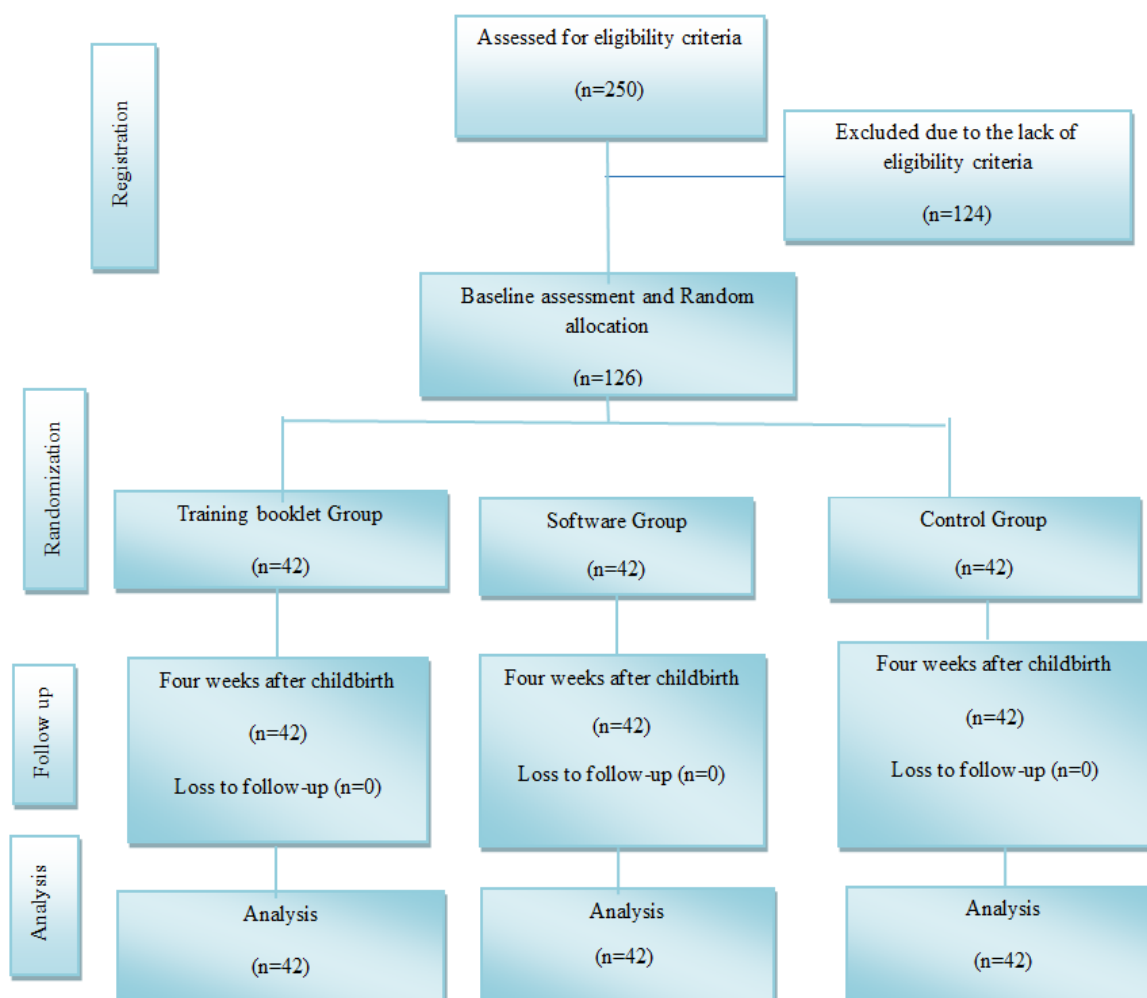 Registration
Assessed for eligibility criteria
(n=250)
Excluded due to the lack of
eligibility criteria
(n=124)
Baseline assessment and Random
allocation
(n=126)
Randomization
Training booklet Group
(n=42)
Software Group
(n=42)
Control Group
(n=42)
Follow up
Four weeks after childbirth
(n=42)
Loss to follow-up (n=0)
Four weeks after childbirth
(n=42)
Loss to follow-up (n=0)
Four weeks after childbirth
(n=42)
Loss to follow-up (n=0)
Analysis
Analysis
(n=42)
Analysis
(n=42)
Analysis
(n=42)